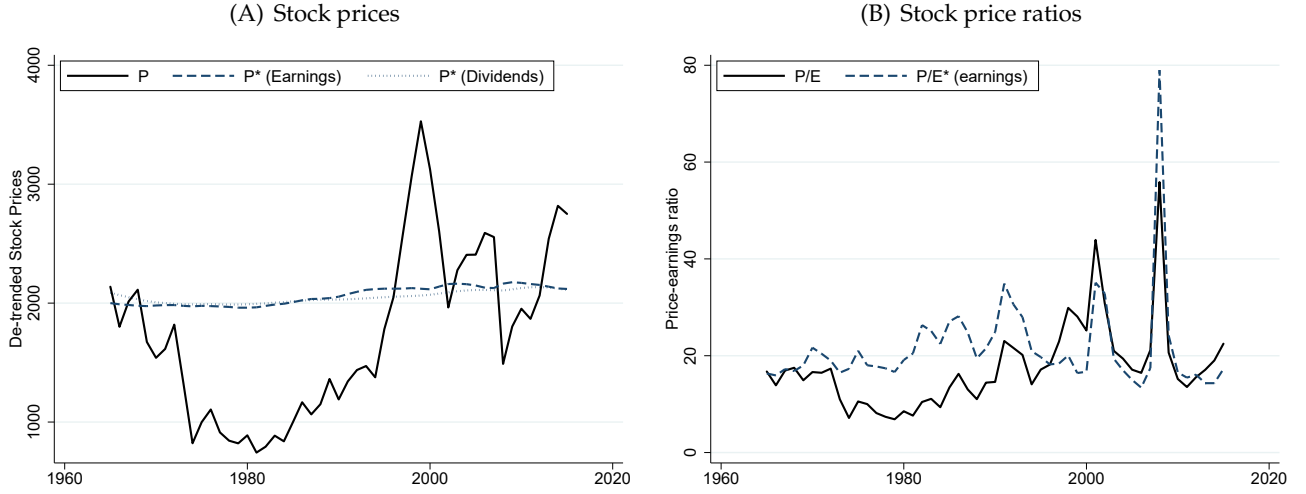 (A) Stock prices
P
P* (Earnings)
P* (Dividends)
De-trended Stock Prices
4000
3000
2000
1000
1960
1980
2000
2020
(B) Stock price ratios
P/E
P/E* (earnings)
Price-earnings ratio
80
60
40
20
0
1960
1980
2000
2020